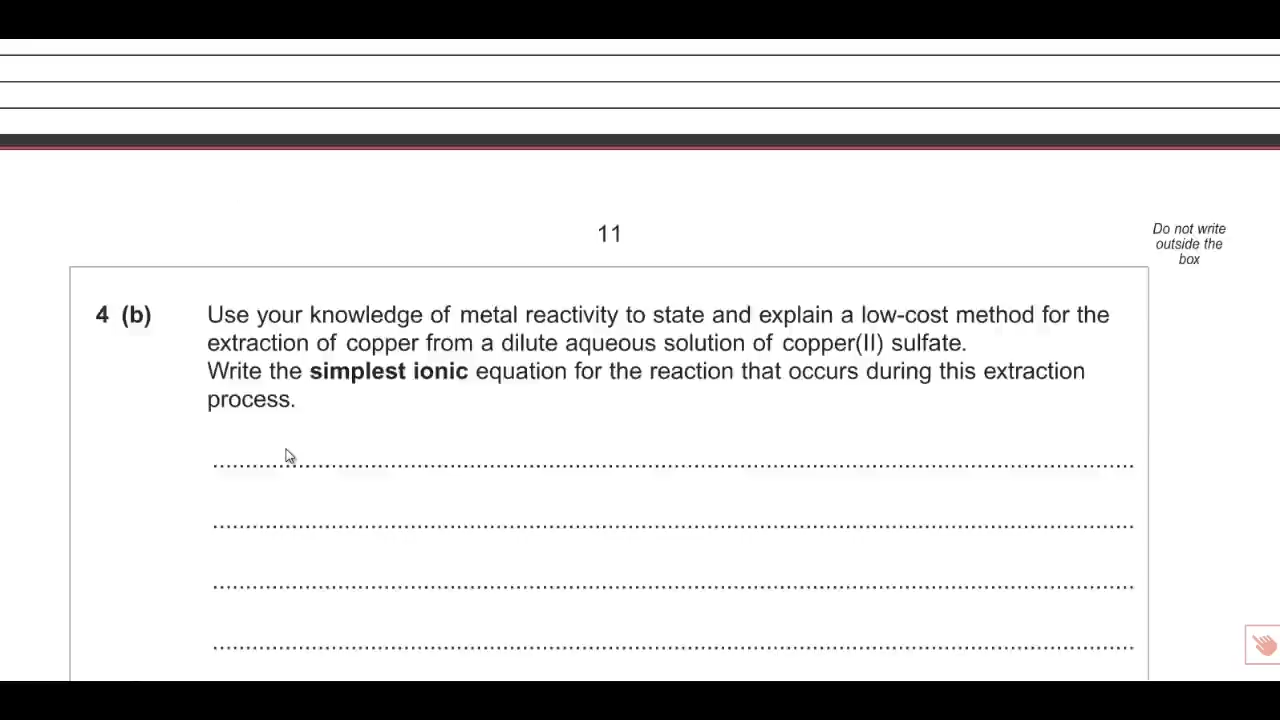 11
Do not write
outside the
box
4 (b) Use your knowledge of metal reactivity to state and explain a low-cost method for the
extraction of copper from a dilute aqueous solution of copper(II) sulfate.
Write the simplest ionic equation for the reaction that occurs during this extraction
process.